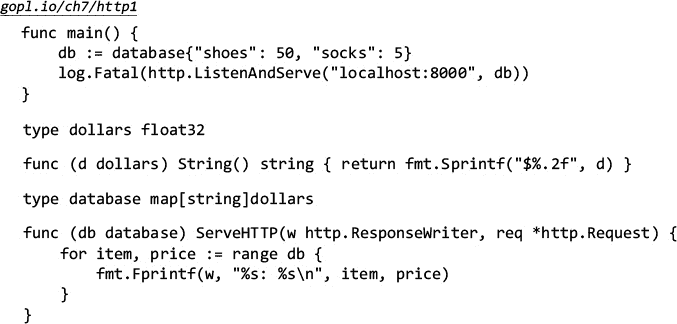 gopl.io/ch7/http1
func main() {
    db := database{"shoes": 50, "socks": 5}
    log.Fatal(http.ListenAndServe("localhost:8000", db))
}
type dollars float32
func (d dollars) String() string { return fmt.Sprintf("$%.2f", d) }
type database map[string]dollars
func (db database) ServeHTTP(w http.ResponseWriter, req *http.Request) {
    for item, price := range db {
        fmt.Fprintf(w, "%s: %s\n", item, price)
    }
}